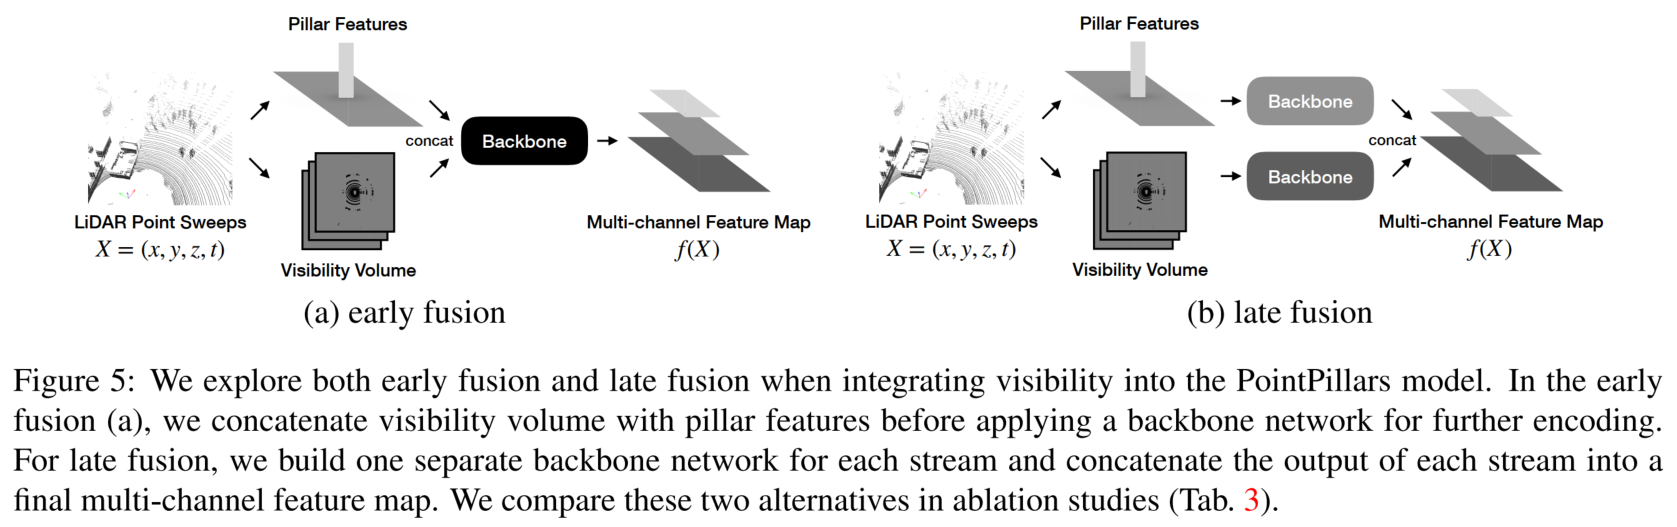 Pillar Features
concat
Backbone
LiDAR Point Sweeps
X = (x, y, z, t)
Visibility Volume
Multi-channel Feature Map
f(X)
(a) early fusion
Pillar Features
Backbone
Backbone
concat
LiDAR Point Sweeps
X = (x, y, z, t)
Visibility Volume
Multi-channel Feature Map
f(X)
(b) late fusion
Figure 5: We explore both early fusion and late fusion when integrating visibility into the PointPillars model. In the early
fusion (a), we concatenate visibility volume with pillar features before applying a backbone network for further encoding.
For late fusion, we build one separate backbone network for each stream and concatenate the output of each stream into a
final multi-channel feature map. We compare these two alternatives in ablation studies (Tab. 3).